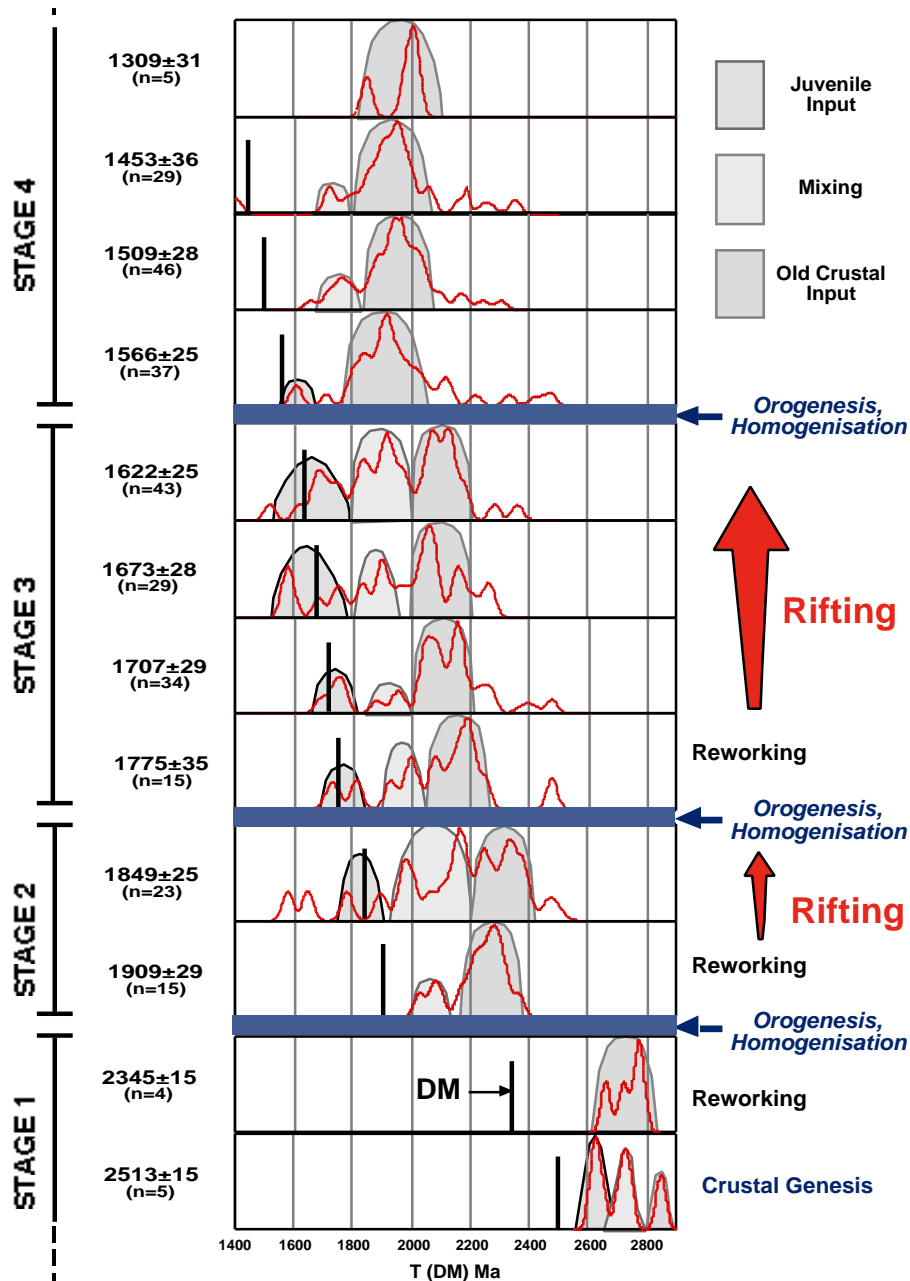 STAGE 4
1309±31
(n=5)
1453±36
(n=29)
1509±28
(n=46)
1566±25
(n=37)
Juvenile
Input
Mixing
Old Crustal
Input
Orogenesis,
Homogenisation
STAGE 3
1622±25
(n=43)
1673±28
(n=29)
1707±29
(n=34)
1775±35
(n=15)
Rifting
Reworking
Orogenesis,
Homogenisation
STAGE 2
1849±25
(n=23)
1909±29
(n=15)
Rifting
Reworking
Orogenesis,
Homogenisation
STAGE 1
2345±15
(n=4)
DM
Reworking
2513±15
(n=5)
Crustal Genesis
1400 1600 1800 2000 2200 2400 2600 2800
T (DM) Ma